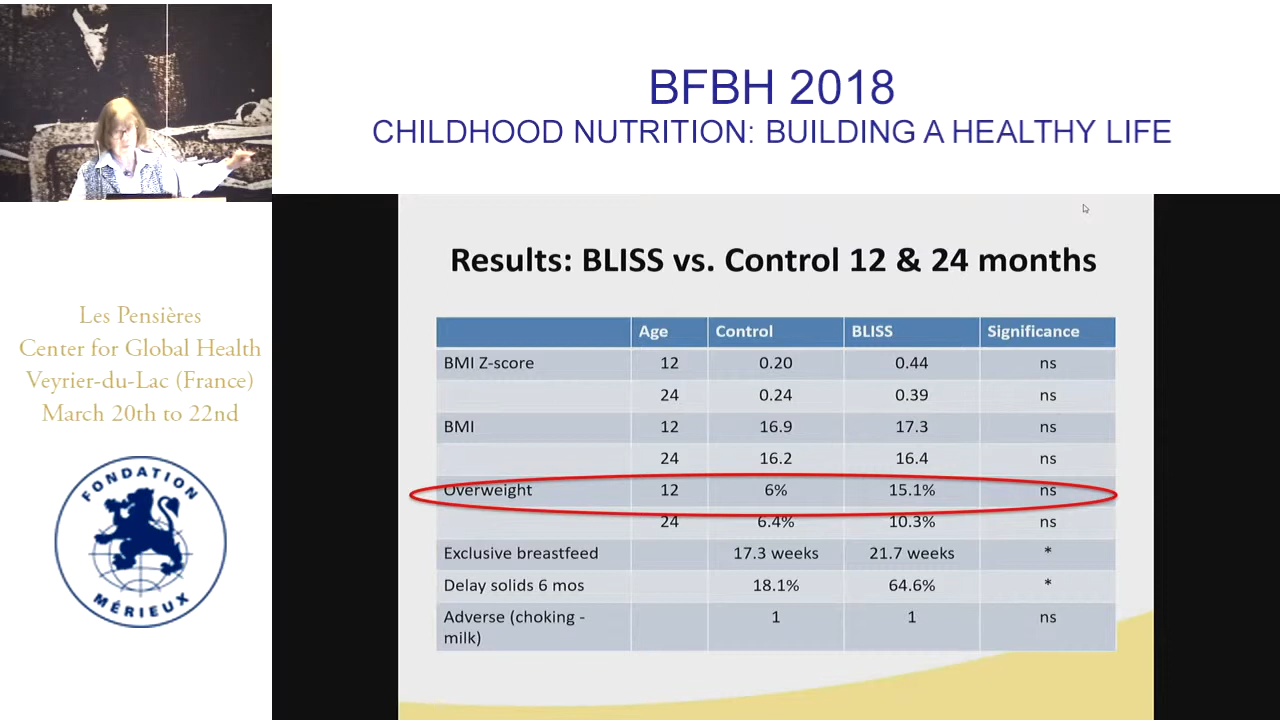 BFBH 2018
CHILDHOOD NUTRITION: BUILDING A HEALTHY LIFE
Les Pensières
Center for Global Health
Veyrier-du-Lac (France)
March 20th to 22nd
FONDATION
MÉRIEUX
Results: BLISS vs. Control 12 & 24 months
Age Control BLISS Significance
BMI Z-score 12 0.20 0.44 ns
24 0.24 0.39 ns
BMI 12 16.9 17.3 ns
24 16.2 16.4 ns
Overweight 12 6% 15.1% ns
24 6.4% 10.3% ns
Exclusive breastfeed 17.3 weeks 21.7 weeks *
Delay solids 6 mos 18.1% 64.6% *
Adverse (choking - 1 1 ns
milk)